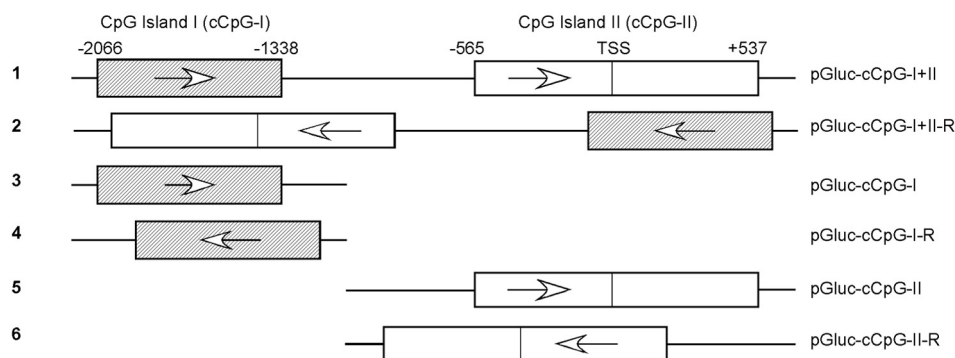 CpG Island I (cCpG-I) CpG Island II (cCpG-II)
-2066 -1338 -565 TSS +537
1 pGluc-cCpG-I+II
2 pGluc-cCpG-I+II-R
3 pGluc-cCpG-I
4 pGluc-cCpG-I-R
5 pGluc-cCpG-II
6 pGluc-cCpG-II-R